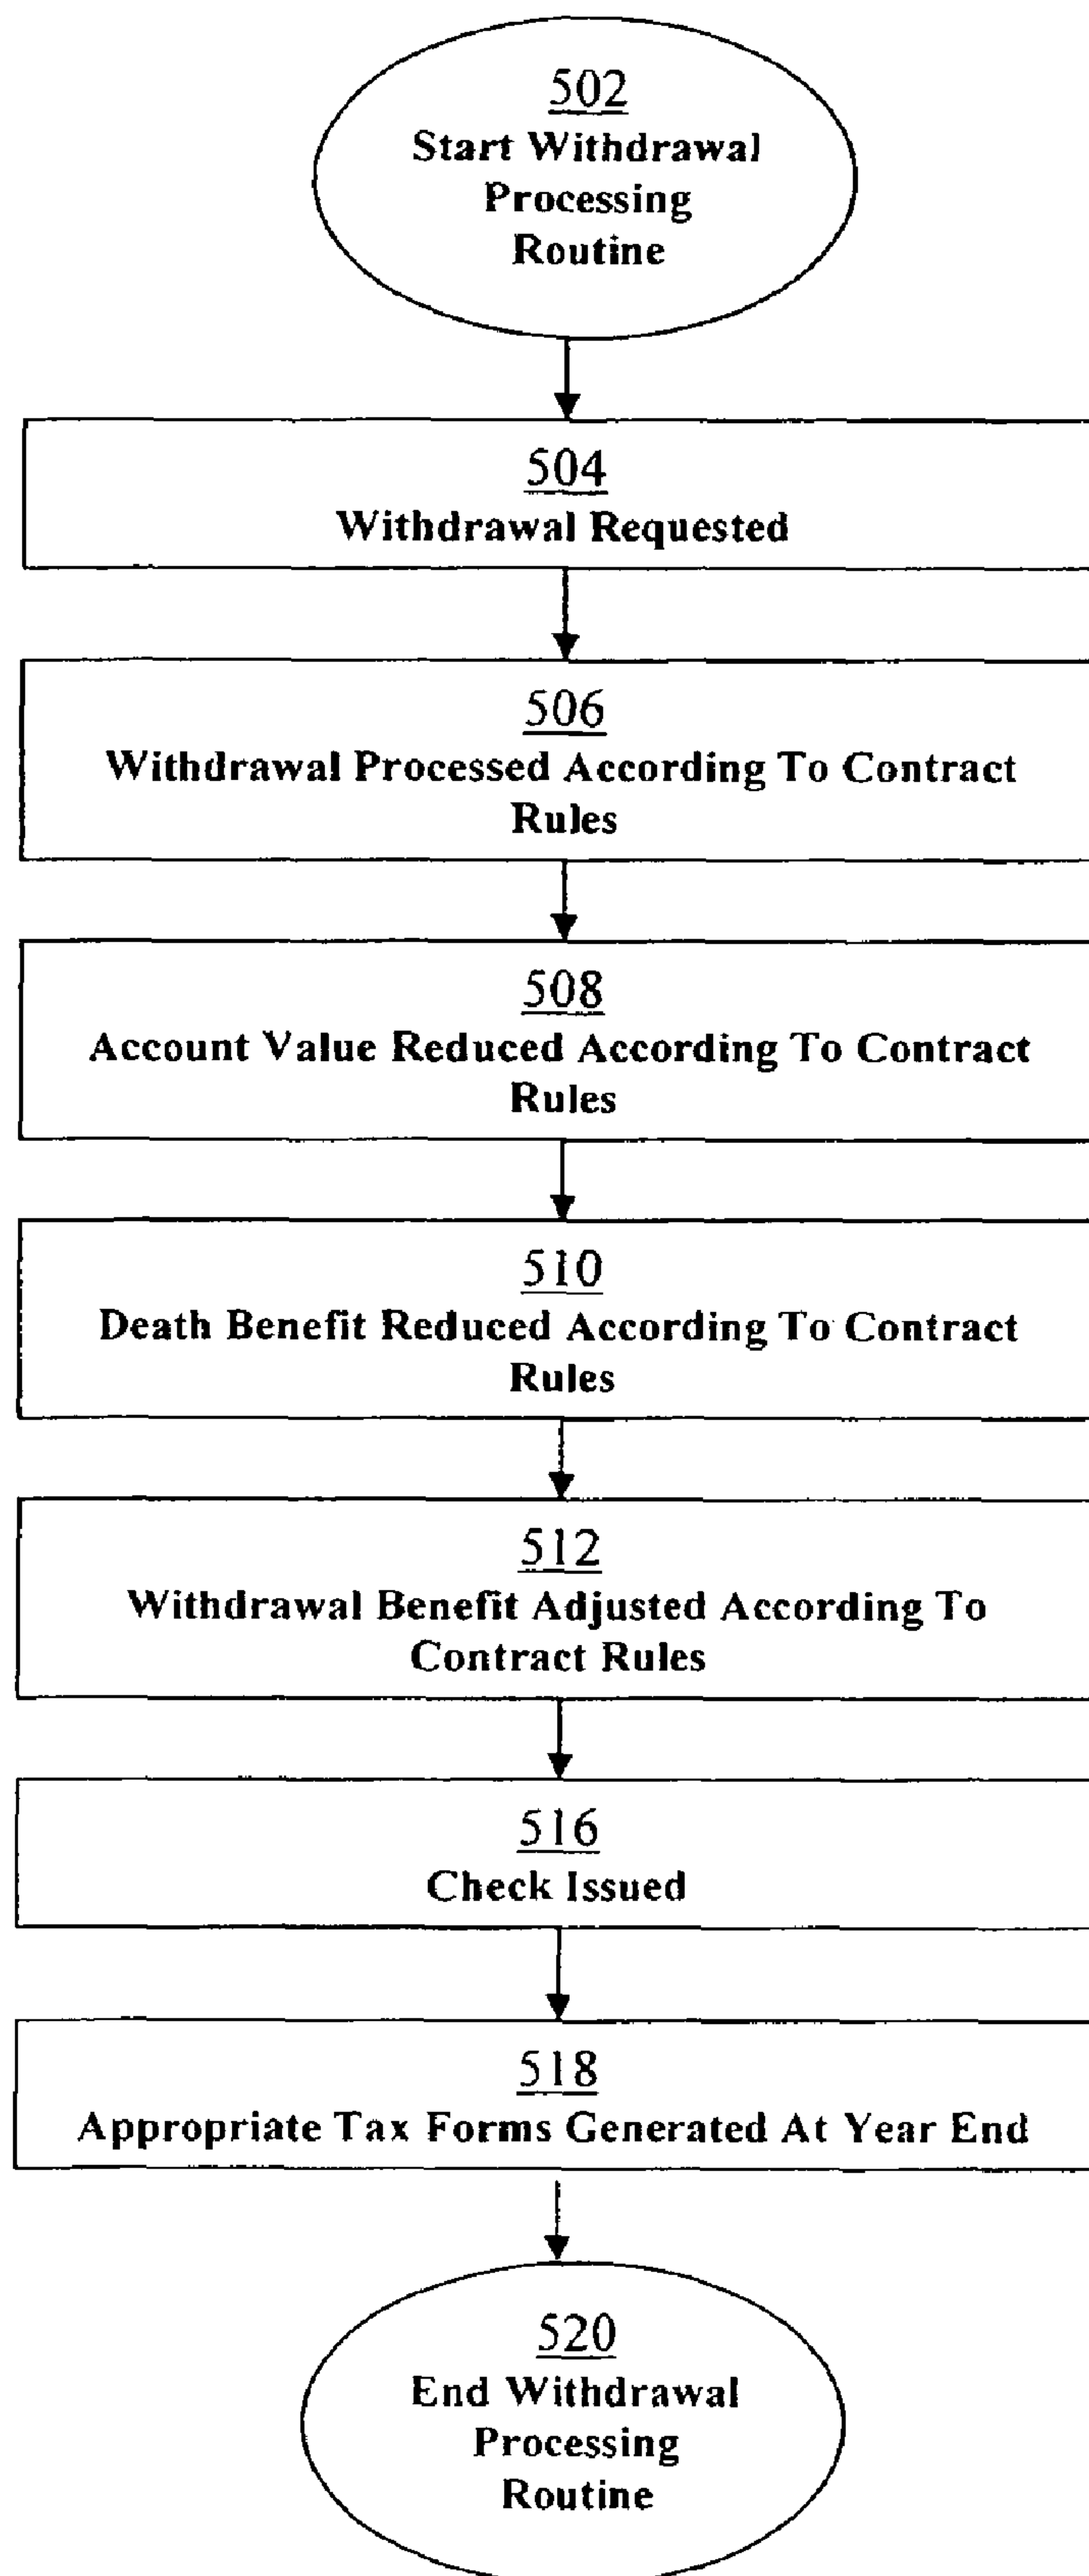 502
Start Withdrawal
Processing
Routine
504
Withdrawal Requested
506
Withdrawal Processed According To Contract
Rules
508
Account Value Reduced According To Contract
Rules
510
Death Benefit Reduced According To Contract
Rules
512
Withdrawal Benefit Adjusted According To
Contract Rules
516
Check Issued
518
Appropriate Tax Forms Generated At Year End
520
End Withdrawal
Processing
Routine